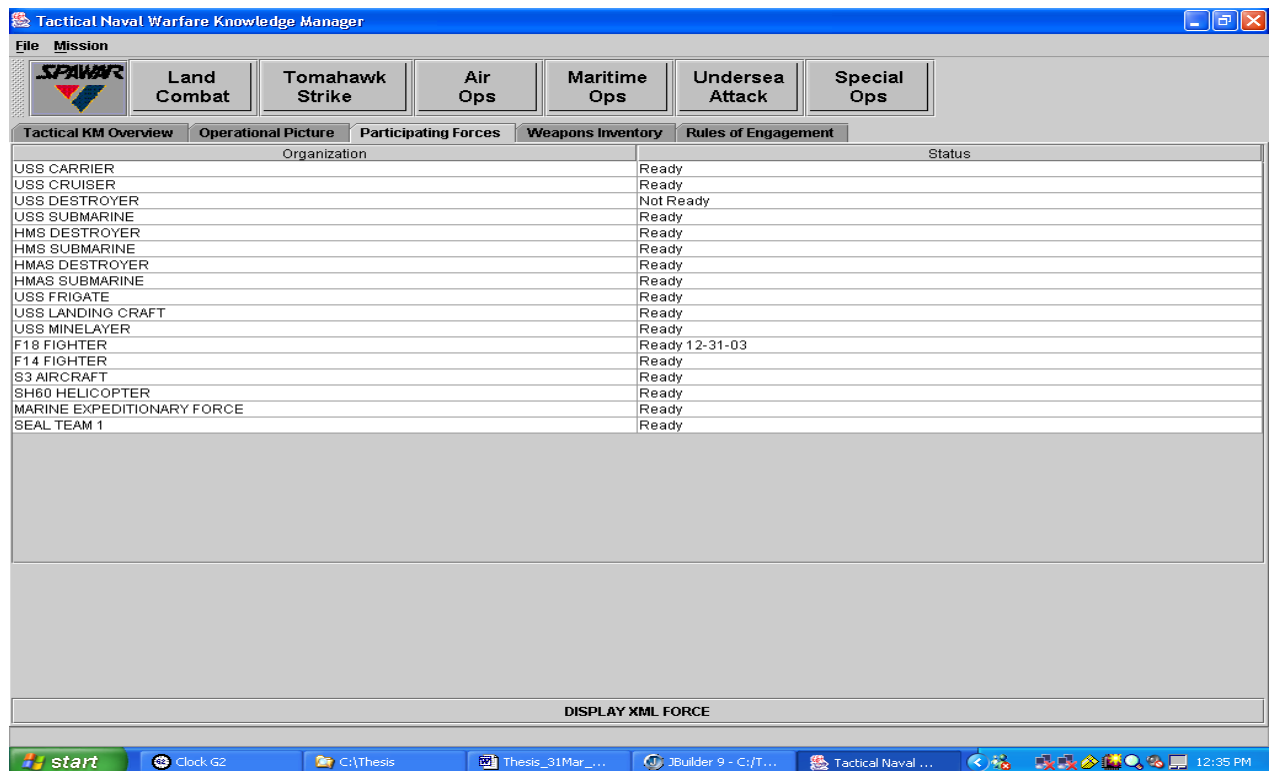 Tactical Naval Warfare Knowledge Manager
File Mission
SPAWAR
Land Combat
Tomahawk Strike
Air Ops
Maritime Ops
Undersea Attack
Special Ops
Tactical KM Overview Operational Picture Participating Forces Weapons Inventory Rules of Engagement
Organization Status
USS CARRIER Ready
USS CRUISER Ready
USS DESTROYER Not Ready
USS SUBMARINE Ready
HMS DESTROYER Ready
HMS SUBMARINE Ready
HMAS DESTROYER Ready
HMAS SUBMARINE Ready
USS FRIGATE Ready
USS LANDING CRAFT Ready
USS MINELAYER Ready
F18 FIGHTER Ready 12-31-03
F14 FIGHTER Ready
S3 AIRCRAFT Ready
SH60 HELICOPTER Ready
MARINE EXPEDITIONARY FORCE Ready
SEAL TEAM 1 Ready
DISPLAY XML FORCE
start Clock G2 C:\Thesis Thesis_31Mar_... JBuilder 9 - C:/T... Tactical Naval ... 12:35 PM